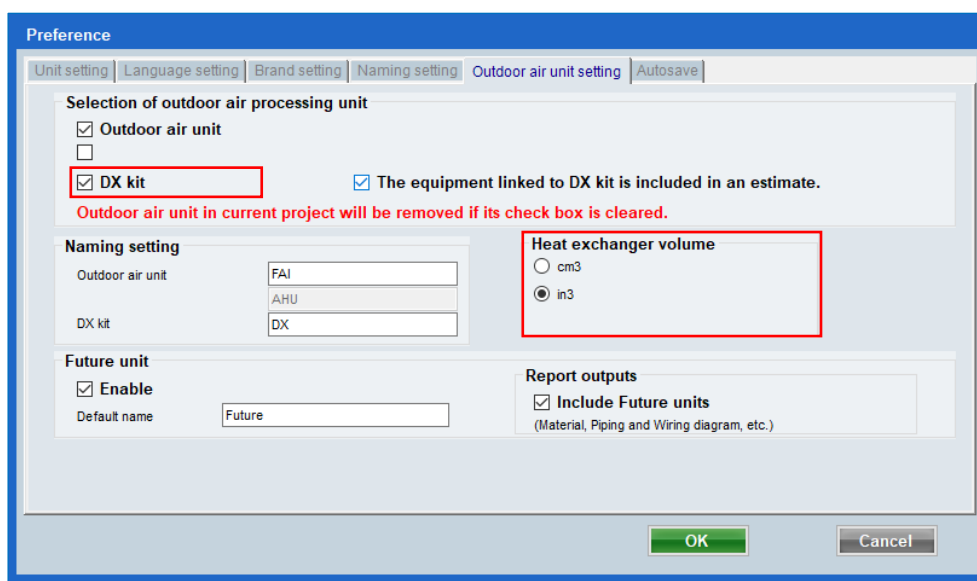 Preference
Unit setting Language setting Brand setting Naming setting Outdoor air unit setting Autosave
Selection of outdoor air processing unit
Outdoor air unit
DX kit The equipment linked to DX kit is included in an estimate.
Outdoor air unit in current project will be removed if its check box is cleared.
Naming setting
Outdoor air unit FAI
AHU
DX kit DX
Heat exchanger volume
cm3
in3
Future unit
Enable
Default name Future
Report outputs
Include Future units
(Material, Piping and Wiring diagram, etc.)
OK Cancel